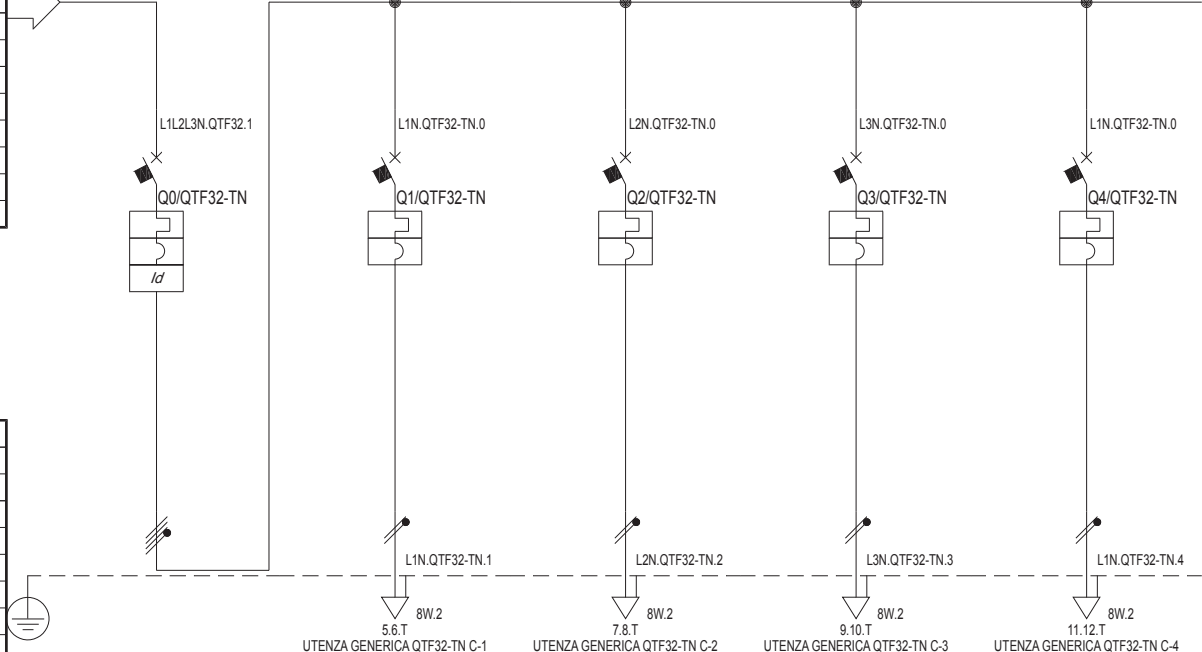 L1L2L3N.QTF32.1
L1N.QTF32-TN.0
L2N.QTF32-TN.0
L3N.QTF32-TN.0
L1N.QTF32-TN.0
Q0/QTF32-TN
Q1/QTF32-TN
Q2/QTF32-TN
Q3/QTF32-TN
Q4/QTF32-TN
Id
L1N.QTF32-TN.1
L2N.QTF32-TN.2
L3N.QTF32-TN.3
L1N.QTF32-TN.4
8W.2
8W.2
8W.2
8W.2
5.6.T
7.8.T
9.10.T
11.12.T
UTENZA GENERICA QTF32-TN C-1
UTENZA GENERICA QTF32-TN C-2
UTENZA GENERICA QTF32-TN C-3
UTENZA GENERICA QTF32-TN C-4